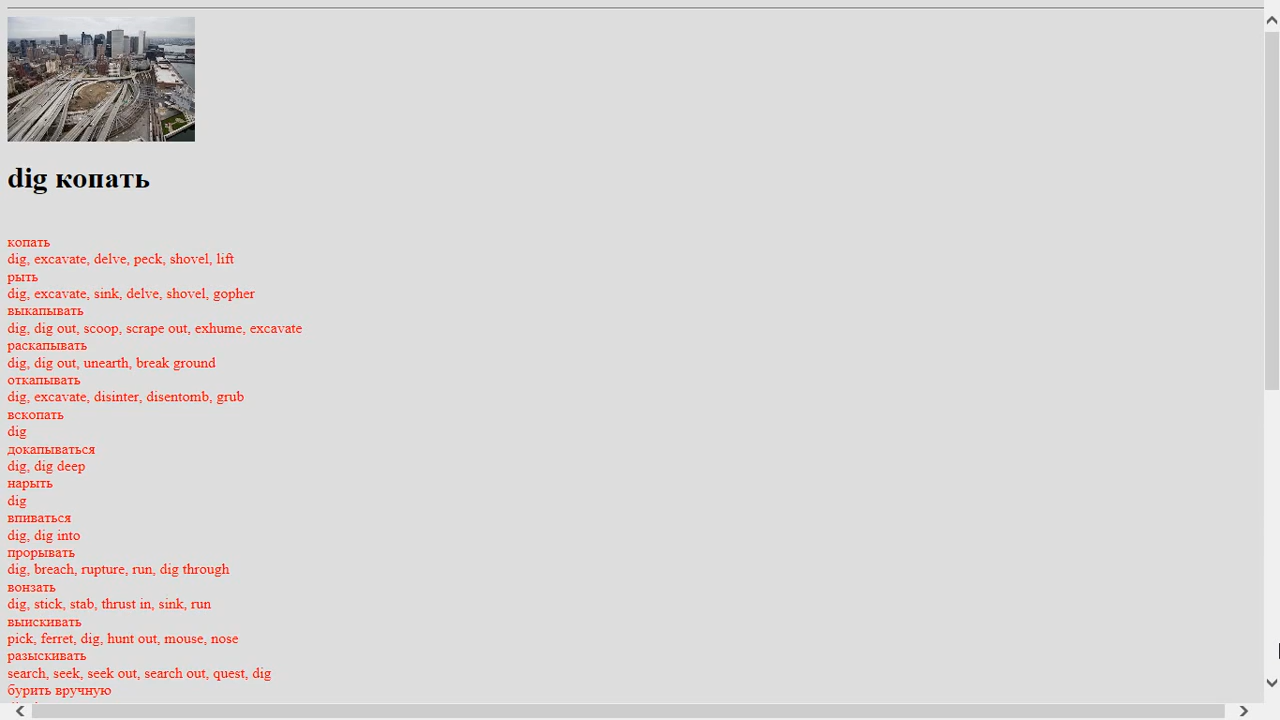 dig копать
копать
dig, excavate, delve, peck, shovel, lift
рыть
dig, excavate, sink, delve, shovel, gopher
выкапывать
dig, dig out, scoop, scrape out, exhume, excavate
раскапывать
dig, dig out, unearth, break ground
откапывать
dig, excavate, disinter, disentomb, grub
вскопать
dig
докапываться
dig, dig deep
нарыть
dig
впиваться
dig, dig into
прорывать
dig, breach, rupture, run, dig through
вонзать
dig, stick, stab, thrust in, sink, run
выискивать
pick, ferret, dig, hunt out, mouse, nose
разыскивать
search, seek, seek out, search out, quest, dig
бурить вручную